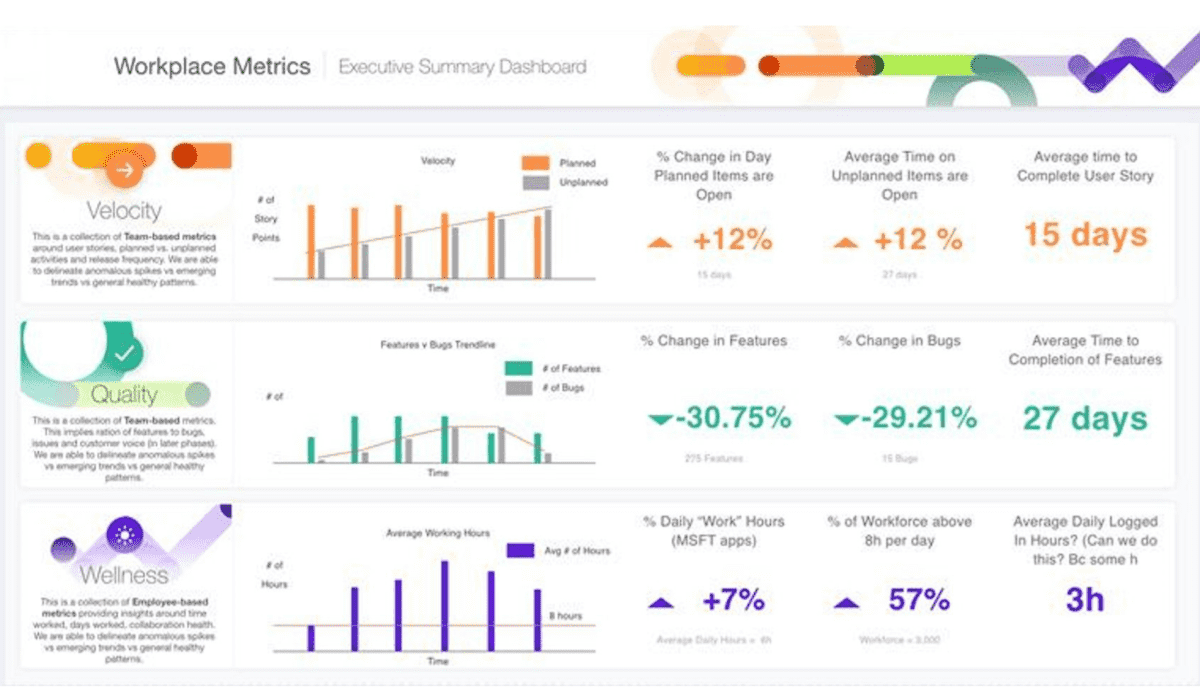 Workplace Metrics
Executive Summary Dashboard
Velocity
This is a collection of Team-based metrics
around user stories, planned vs. unplanned
activities and release frequency. We are able
to delineate anomalous spikes vs emerging
trends vs general healthy patterns.
Velocity
Planned
Unplanned
# of
Story
Points
Time
% Change in Day
Planned Items are
Open
+12%
15 days
Average Time on
Unplanned Items are
Open
+12 %
27 days
Average time to
Complete User Story
15 days
Quality
This is a collection of Team-based metrics.
This implies ration of features to bugs,
issues and customer voice (in later phases).
We are able to delineate anomalous spikes
vs emerging trends vs general healthy
patterns.
Features v Bugs Trendline
# of Features
# of Bugs
# of
Time
% Change in Features
-30.75%
275 Features
% Change in Bugs
-29.21%
15 Bugs
Average Time to
Completion of Features
27 days
Wellness
This is a collection of Employee-based
metrics providing insights around time
worked, days worked, collaboration health.
We are able to delineate anomalous spikes
vs emerging trends vs general healthy
patterns.
Average Working Hours
Avg # of Hours
# of
Hours
8 hours
Time
% Daily "Work" Hours
(MSFT apps)
+7%
Average Daily Hours = 6h
% of Workforce above
8h per day
57%
Workforce = 3,000
Average Daily Logged
In Hours? (Can we do
this? Bc some h
3h